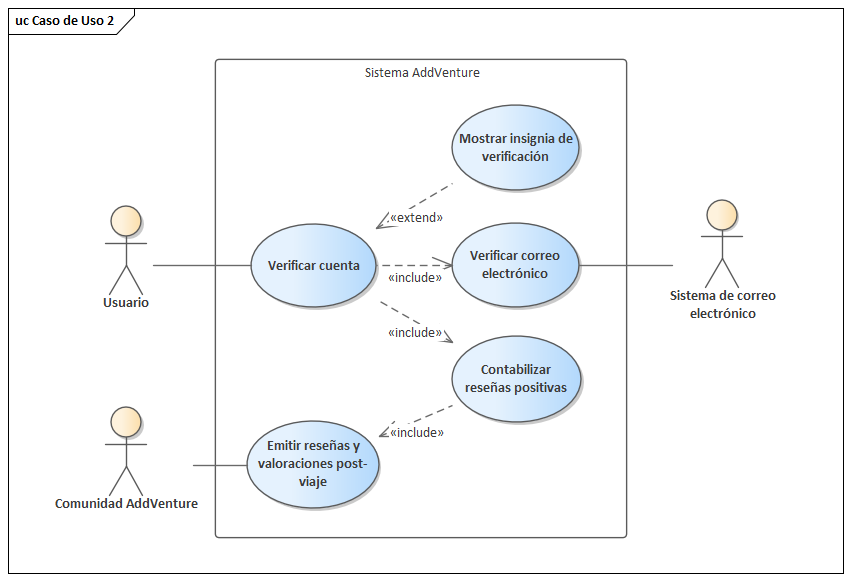 uc Caso de Uso 2
Sistema AddVenture
Mostrar insignia de
verificación
«extend»
Verificar cuenta
Verificar correo
electrónico
«include»
Usuario
Sistema de correo
electrónico
«include»
Contabilizar
reseñas positivas
«include»
Emitir reseñas y
valoraciones post-
viaje
Comunidad AddVenture